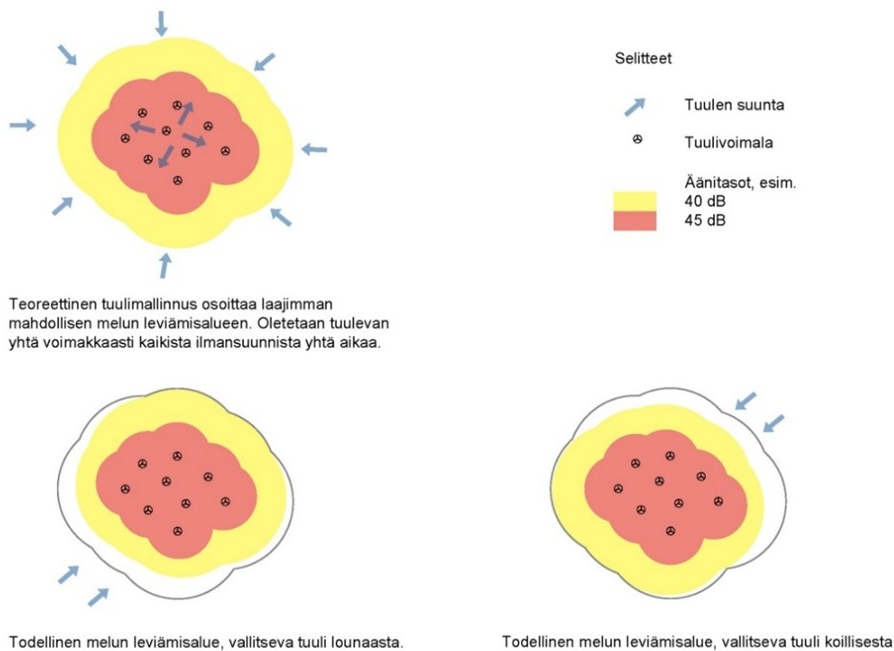 Selitteet
Tuulen suunta
Tuulivoimala
Äänitasot, esim.
40 dB
45 dB
Teoreettinen tuulimallinnus osoittaa laajimman
mahdollisen melun leviämisalueen. Oletetaan tuulevan
yhtä voimakkaasti kaikista ilmansuunnista yhtä aikaa.
Todellinen melun leviämisalue, vallitseva tuuli lounaasta.
Todellinen melun leviämisalue, vallitseva tuuli koillisesta